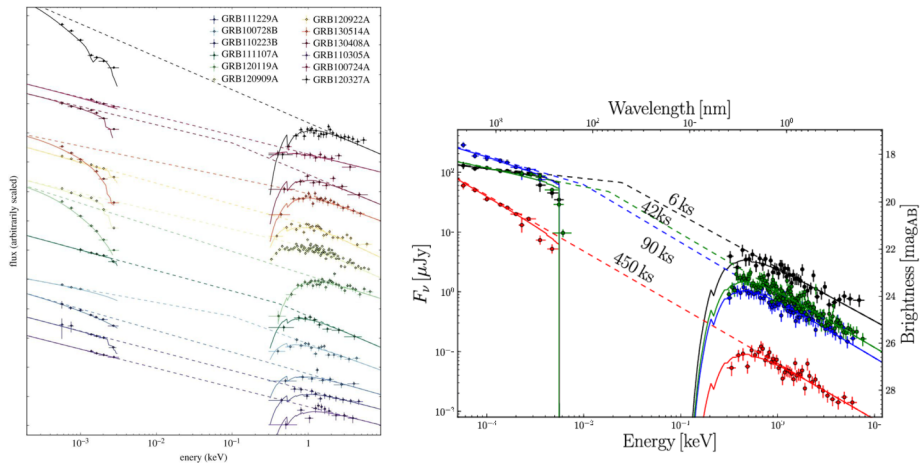 GRB111229A GRB120922A
GRB100728B GRB130514A
GRB110223B GRB130408A
GRB111107A GRB110305A
GRB120119A GRB100724A
GRB120909A GRB120327A
flux (arbitrarily scaled)
10⁻³ 10⁻² 10⁻¹ 1
enery (keV)
Wavelength [nm]
10³ 10² 10⁻¹ 10⁰
F_ν [μJy]
10² 10¹ 10⁰ 10⁻¹ 10⁻²
6 ks
42ks
90 ks
450 ks
18 20 22 24 26 28
Brightness [mag_AB]
10⁻⁴ 10⁻² 10⁰ 10¹
Energy [keV]